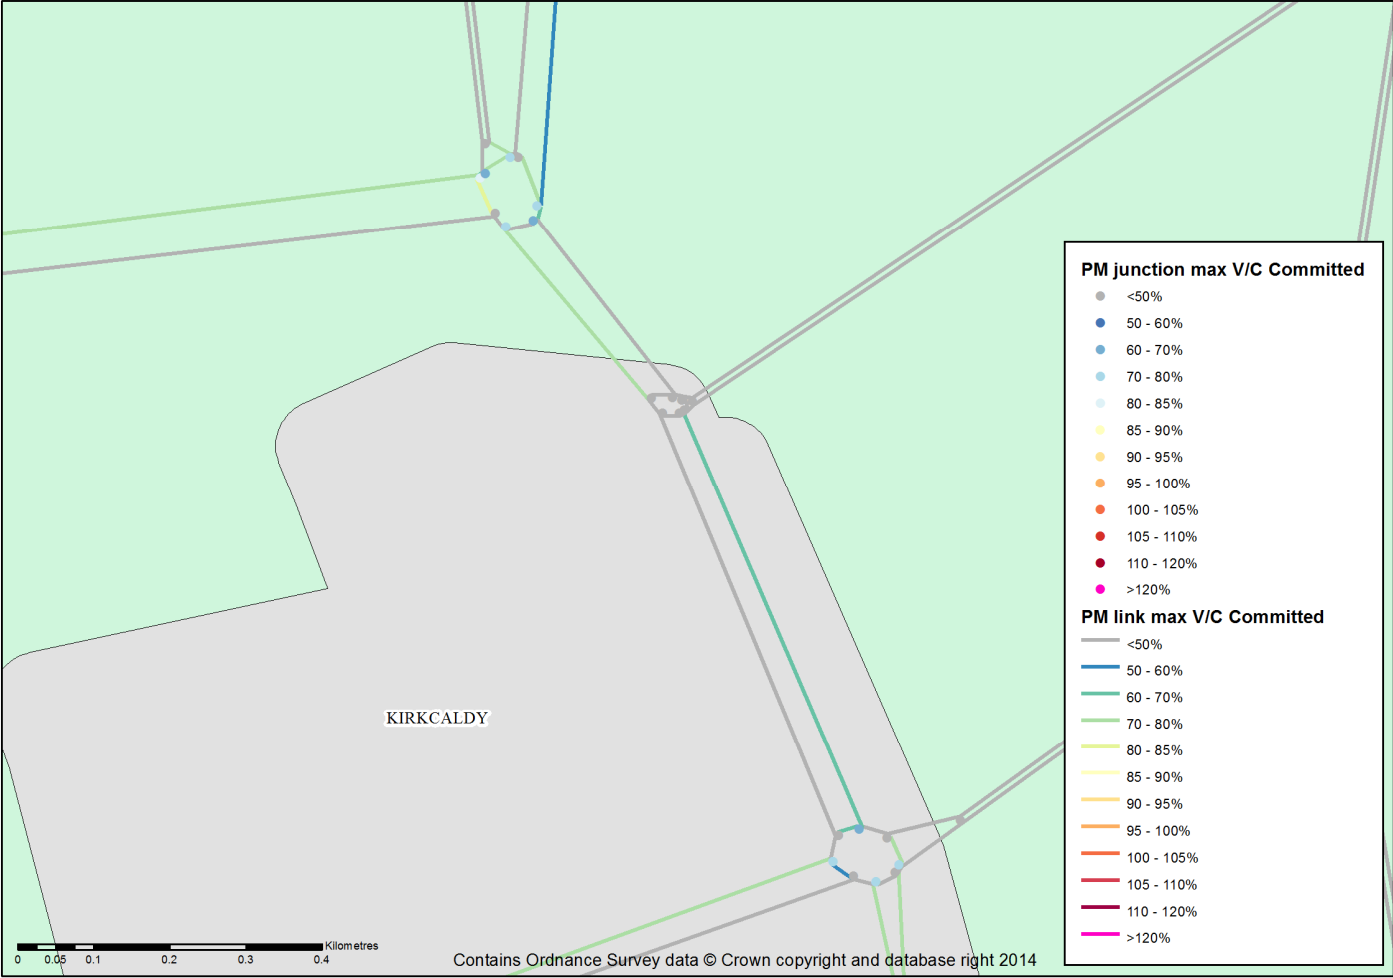 PM junction max V/C Committed
<50%
50 - 60%
60 - 70%
70 - 80%
80 - 85%
85 - 90%
90 - 95%
95 - 100%
100 - 105%
105 - 110%
110 - 120%
>120%
PM link max V/C Committed
<50%
50 - 60%
60 - 70%
70 - 80%
80 - 85%
85 - 90%
90 - 95%
95 - 100%
100 - 105%
105 - 110%
110 - 120%
>120%
KIRKCALDY
Kilometres
0 0.05 0.1 0.2 0.3 0.4
Contains Ordnance Survey data © Crown copyright and database right 2014